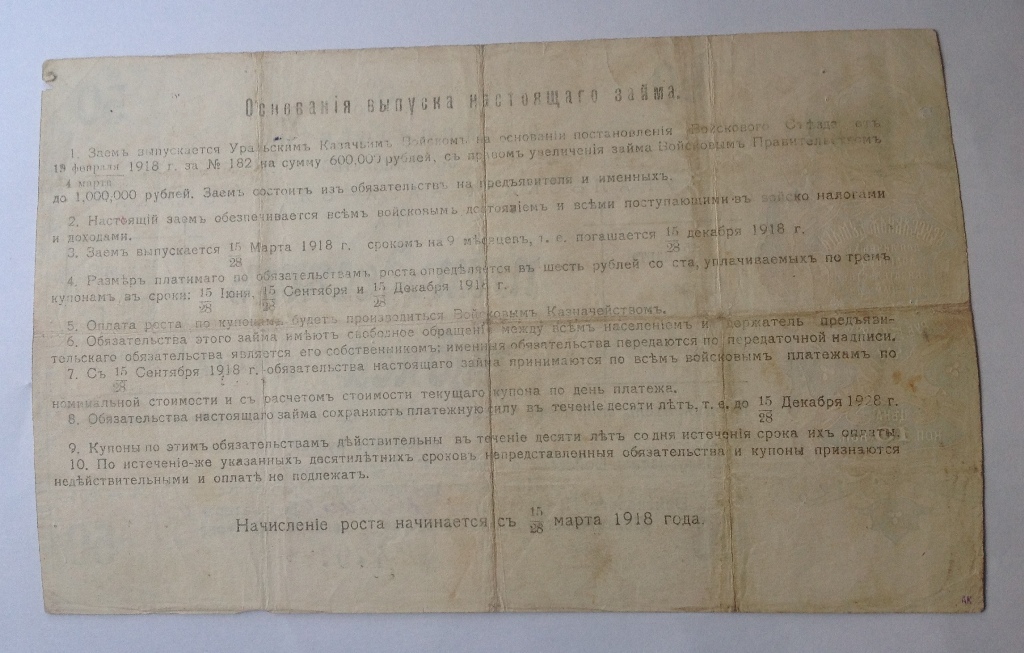 Основанія выпуска настоящаго займа.
1. Заемъ выпускается Уральскимъ Казачьимъ Войскомъ на основаніи постановленія Войскового Съѣзда отъ
19 февраля / 4 марта 1918 г. за № 182 на сумму 600,000 рублей, съ правомъ увеличенія займа Войсковымъ Правительствомъ
до 1,000,000 рублей. Заемъ состоитъ изъ обязательствъ на предъявителя и именныхъ.
2. Настоящій заемъ обезпечивается всѣмъ войсковымъ достояніемъ и всѣми поступающими въ войско налогами
и доходами.
3. Заемъ выпускается 15/28 Марта 1918 г. срокомъ на 9 мѣсяцев, т. е. погашается 15/28 декабря 1918 г.
4. Размѣръ платимаго по обязательствамъ роста опредѣляется въ шесть рублей со ста, уплачиваемыхъ по тремъ
купонамъ въ сроки: 15/28 Іюня, 15/28 Сентября и 15/28 Декабря 1918 г.
5. Оплата роста по купонамъ будетъ производиться Войсковымъ Казначействомъ.
6. Обязательства этого займа имѣютъ свободное обращеніе между всѣмъ населеніемъ и держатель предъяви-
тельскаго обязательства является его собственникомъ; именныя обязательства передаются по передаточной надписи.
7. Съ 15/28 Сентября 1918 г. обязательства настоящаго займа принимаются по всѣмъ войсковымъ платежамъ по
номинальной стоимости и съ расчетомъ стоимости текущаго купона по день платежа.
8. Обязательства настоящаго займа сохраняютъ платежную силу въ теченіе десяти лѣтъ, т. е. до 15/28 Декабря 1928 г.
9. Купоны по этимъ обязательствамъ дѣйствительны въ теченіе десяти лѣтъ со дня истеченія срока ихъ оплаты.
10. По истеченіе-же указанныхъ десятилѣтнихъ сроковъ непредставленныя обязательства и купоны признаются
недѣйствительными и оплатѣ не подлежатъ.
Начисленіе роста начинается съ 15/28 марта 1918 года.
4К